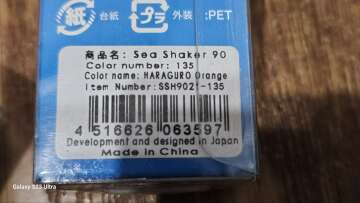 紙 台紙 プラ 外装 :PET
商品名: Sea Shaker 90
Color number: 135
Color name: HARAGURO Orange
Item Number:SSH9021-135
4 516626 063597
Development and designed in Japan
Made in China
Galaxy S23 Ultra